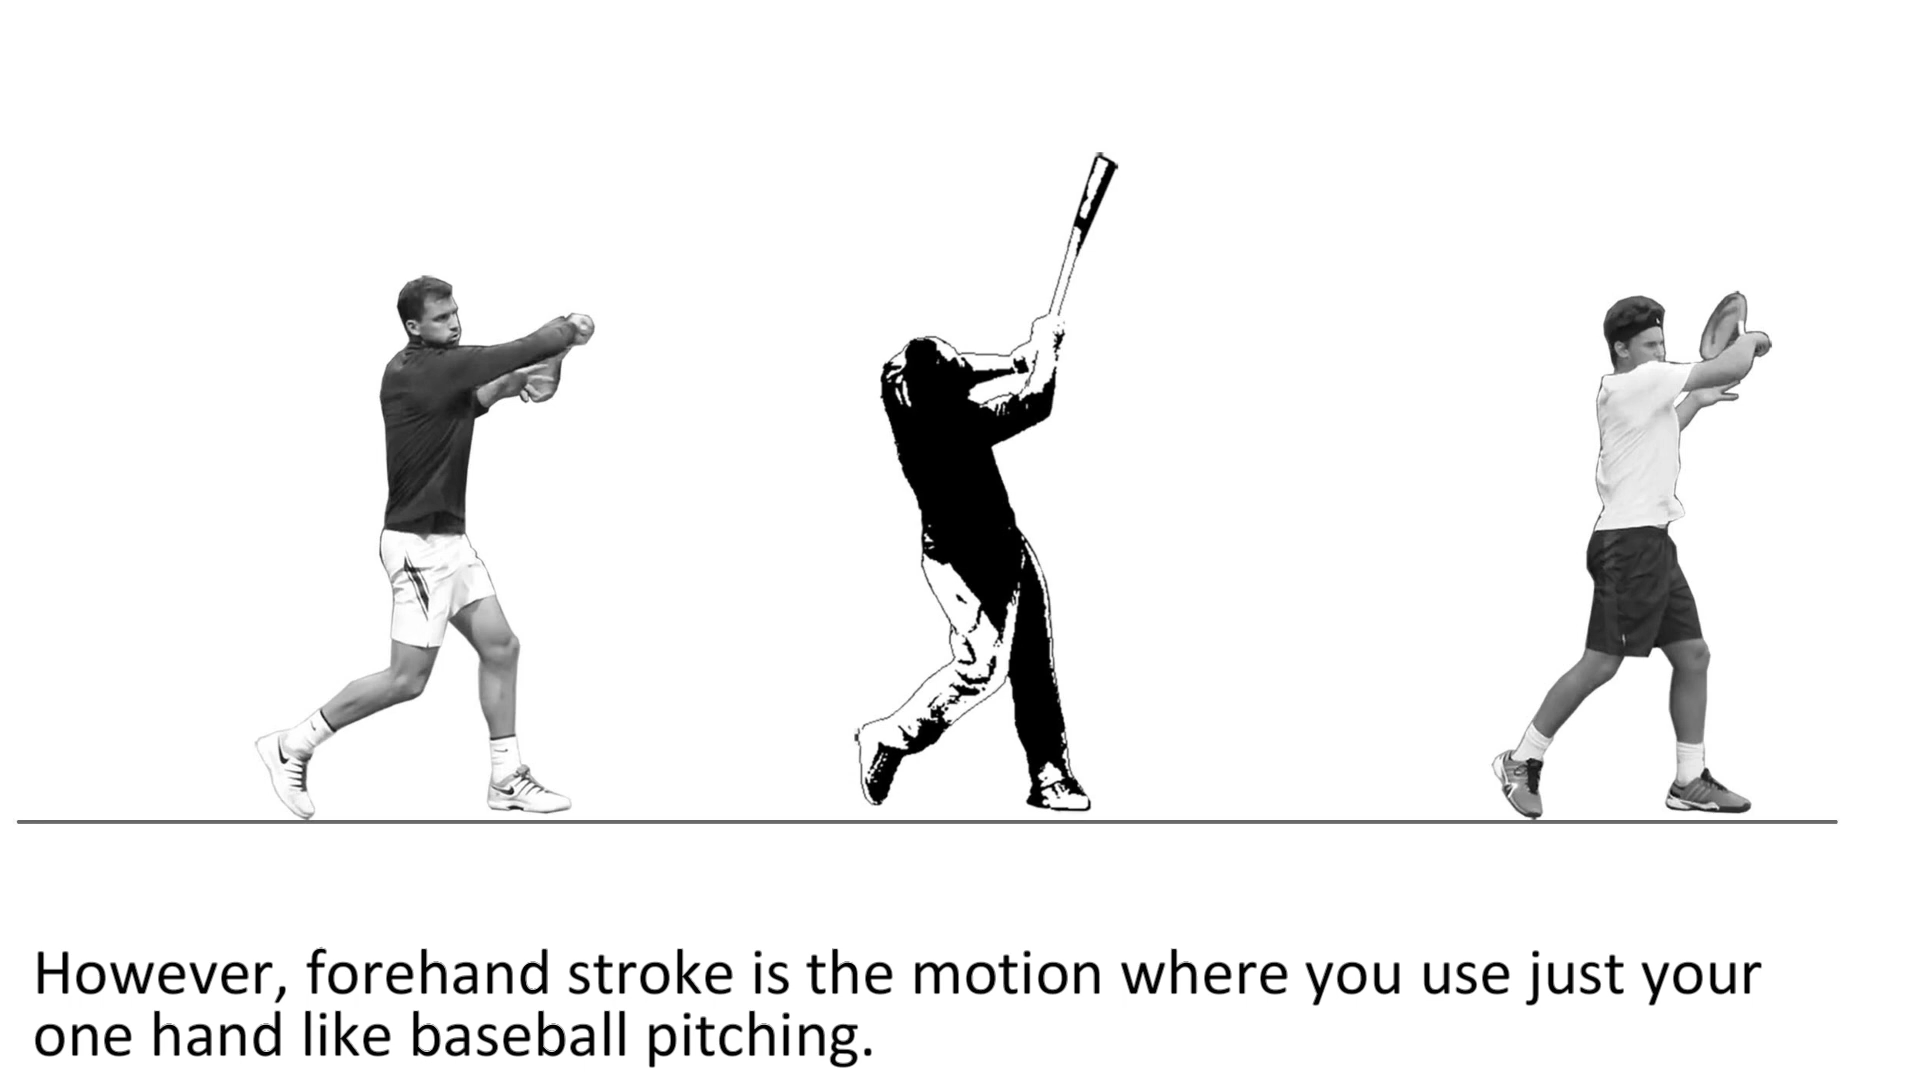 However, forehand stroke is the motion where you use just your
one hand like baseball pitching.